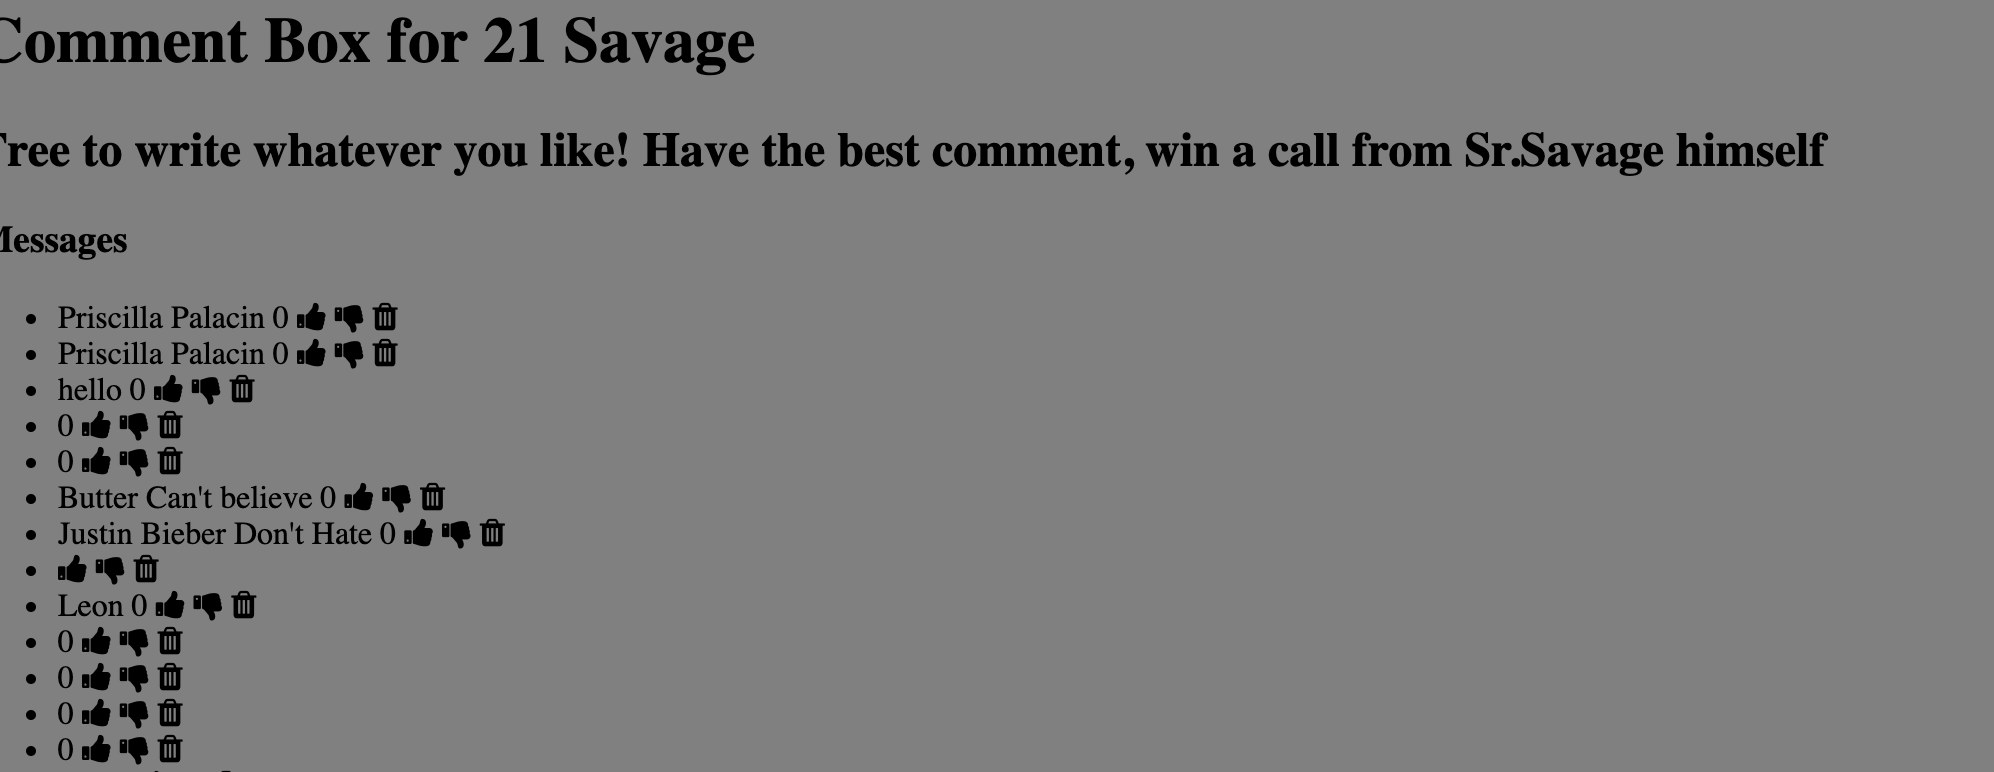 Comment Box for 21 Savage
Free to write whatever you like! Have the best comment, win a call from Sr.Savage himself
Messages
Priscilla Palacin 0
Priscilla Palacin 0
hello 0
0
0
Butter Can't believe 0
Justin Bieber Don't Hate 0
Leon 0
0
0
0
0